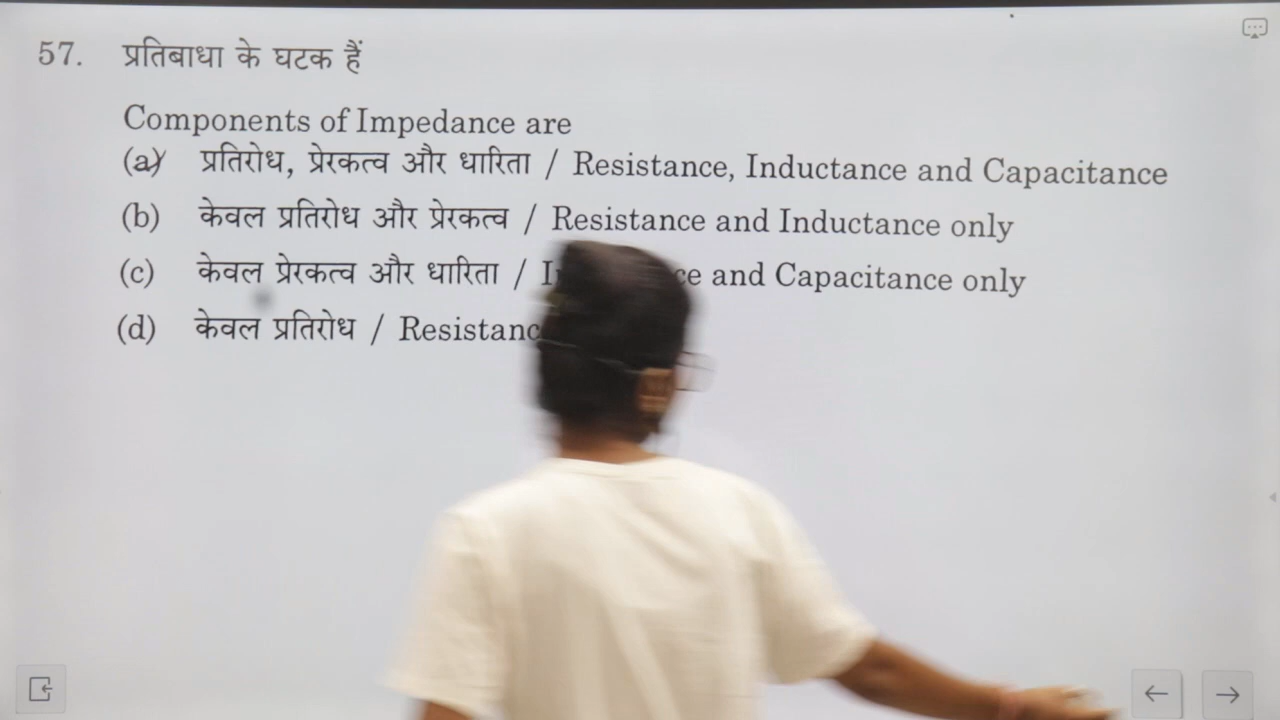 57. प्रतिबाधा के घटक हैं
Components of Impedance are
(a) प्रतिरोध, प्रेरकत्व और धारिता / Resistance, Inductance and Capacitance
(b) केवल प्रतिरोध और प्रेरकत्व / Resistance and Inductance only
(c) केवल प्रेरकत्व और धारिता / and Capacitance only
(d) केवल प्रतिरोध /